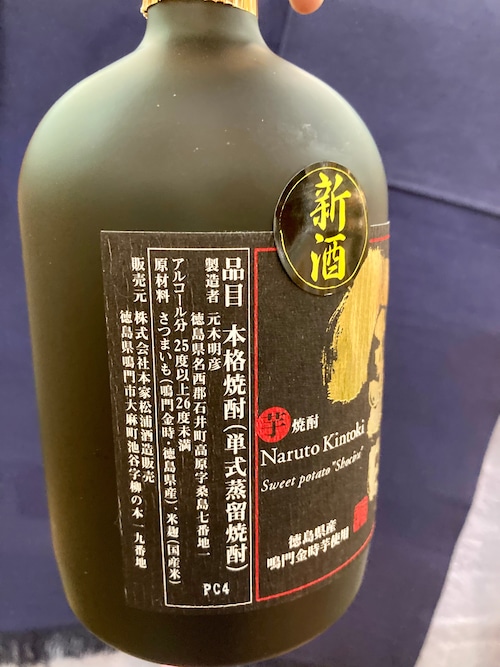 新酒
品目 本格焼酎(単式蒸留焼酎)
製造者 元木明彦
徳島県名西郡石井町高原字桑島七番地一
アルコール分 25度以上26度未満
原材料 さつまいも(鳴門金時 徳島県産)、米麹(国産米)
販売元 株式会社本家松浦酒造販売
徳島県鳴門市大麻町池谷字柳の本一九番地
PC4
芋焼酎
Naruto Kintoki
Sweet potato "Shochu"
徳島県産
鳴門金時芋使用